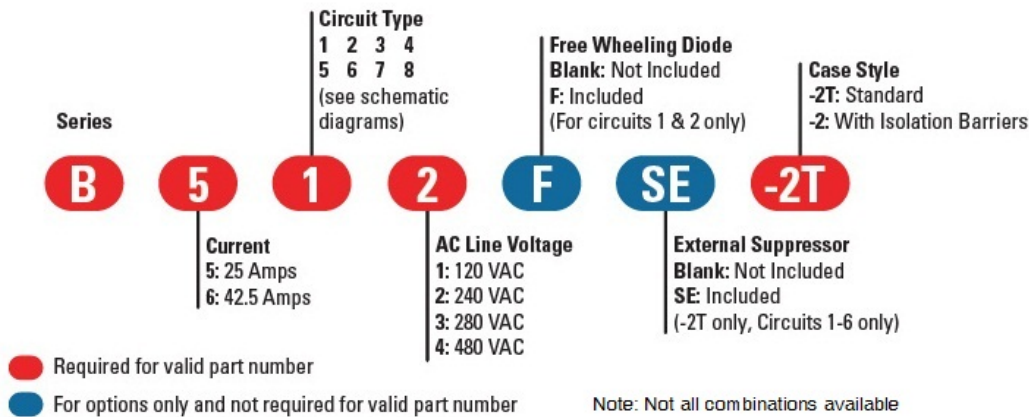 Circuit Type
1 2 3 4
5 6 7 8
(see schematic
diagrams)
Free Wheeling Diode
Blank: Not Included
F: Included
(For circuits 1 & 2 only)
Case Style
-2T: Standard
-2: With Isolation Barriers
Series
B 5 1 2 F SE -2T
Current
5: 25 Amps
6: 42.5 Amps
AC Line Voltage
1: 120 VAC
2: 240 VAC
3: 280 VAC
4: 480 VAC
External Suppressor
Blank: Not Included
SE: Included
(-2T only, Circuits 1-6 only)
Required for valid part number
For options only and not required for valid part number
Note: Not all combinations available